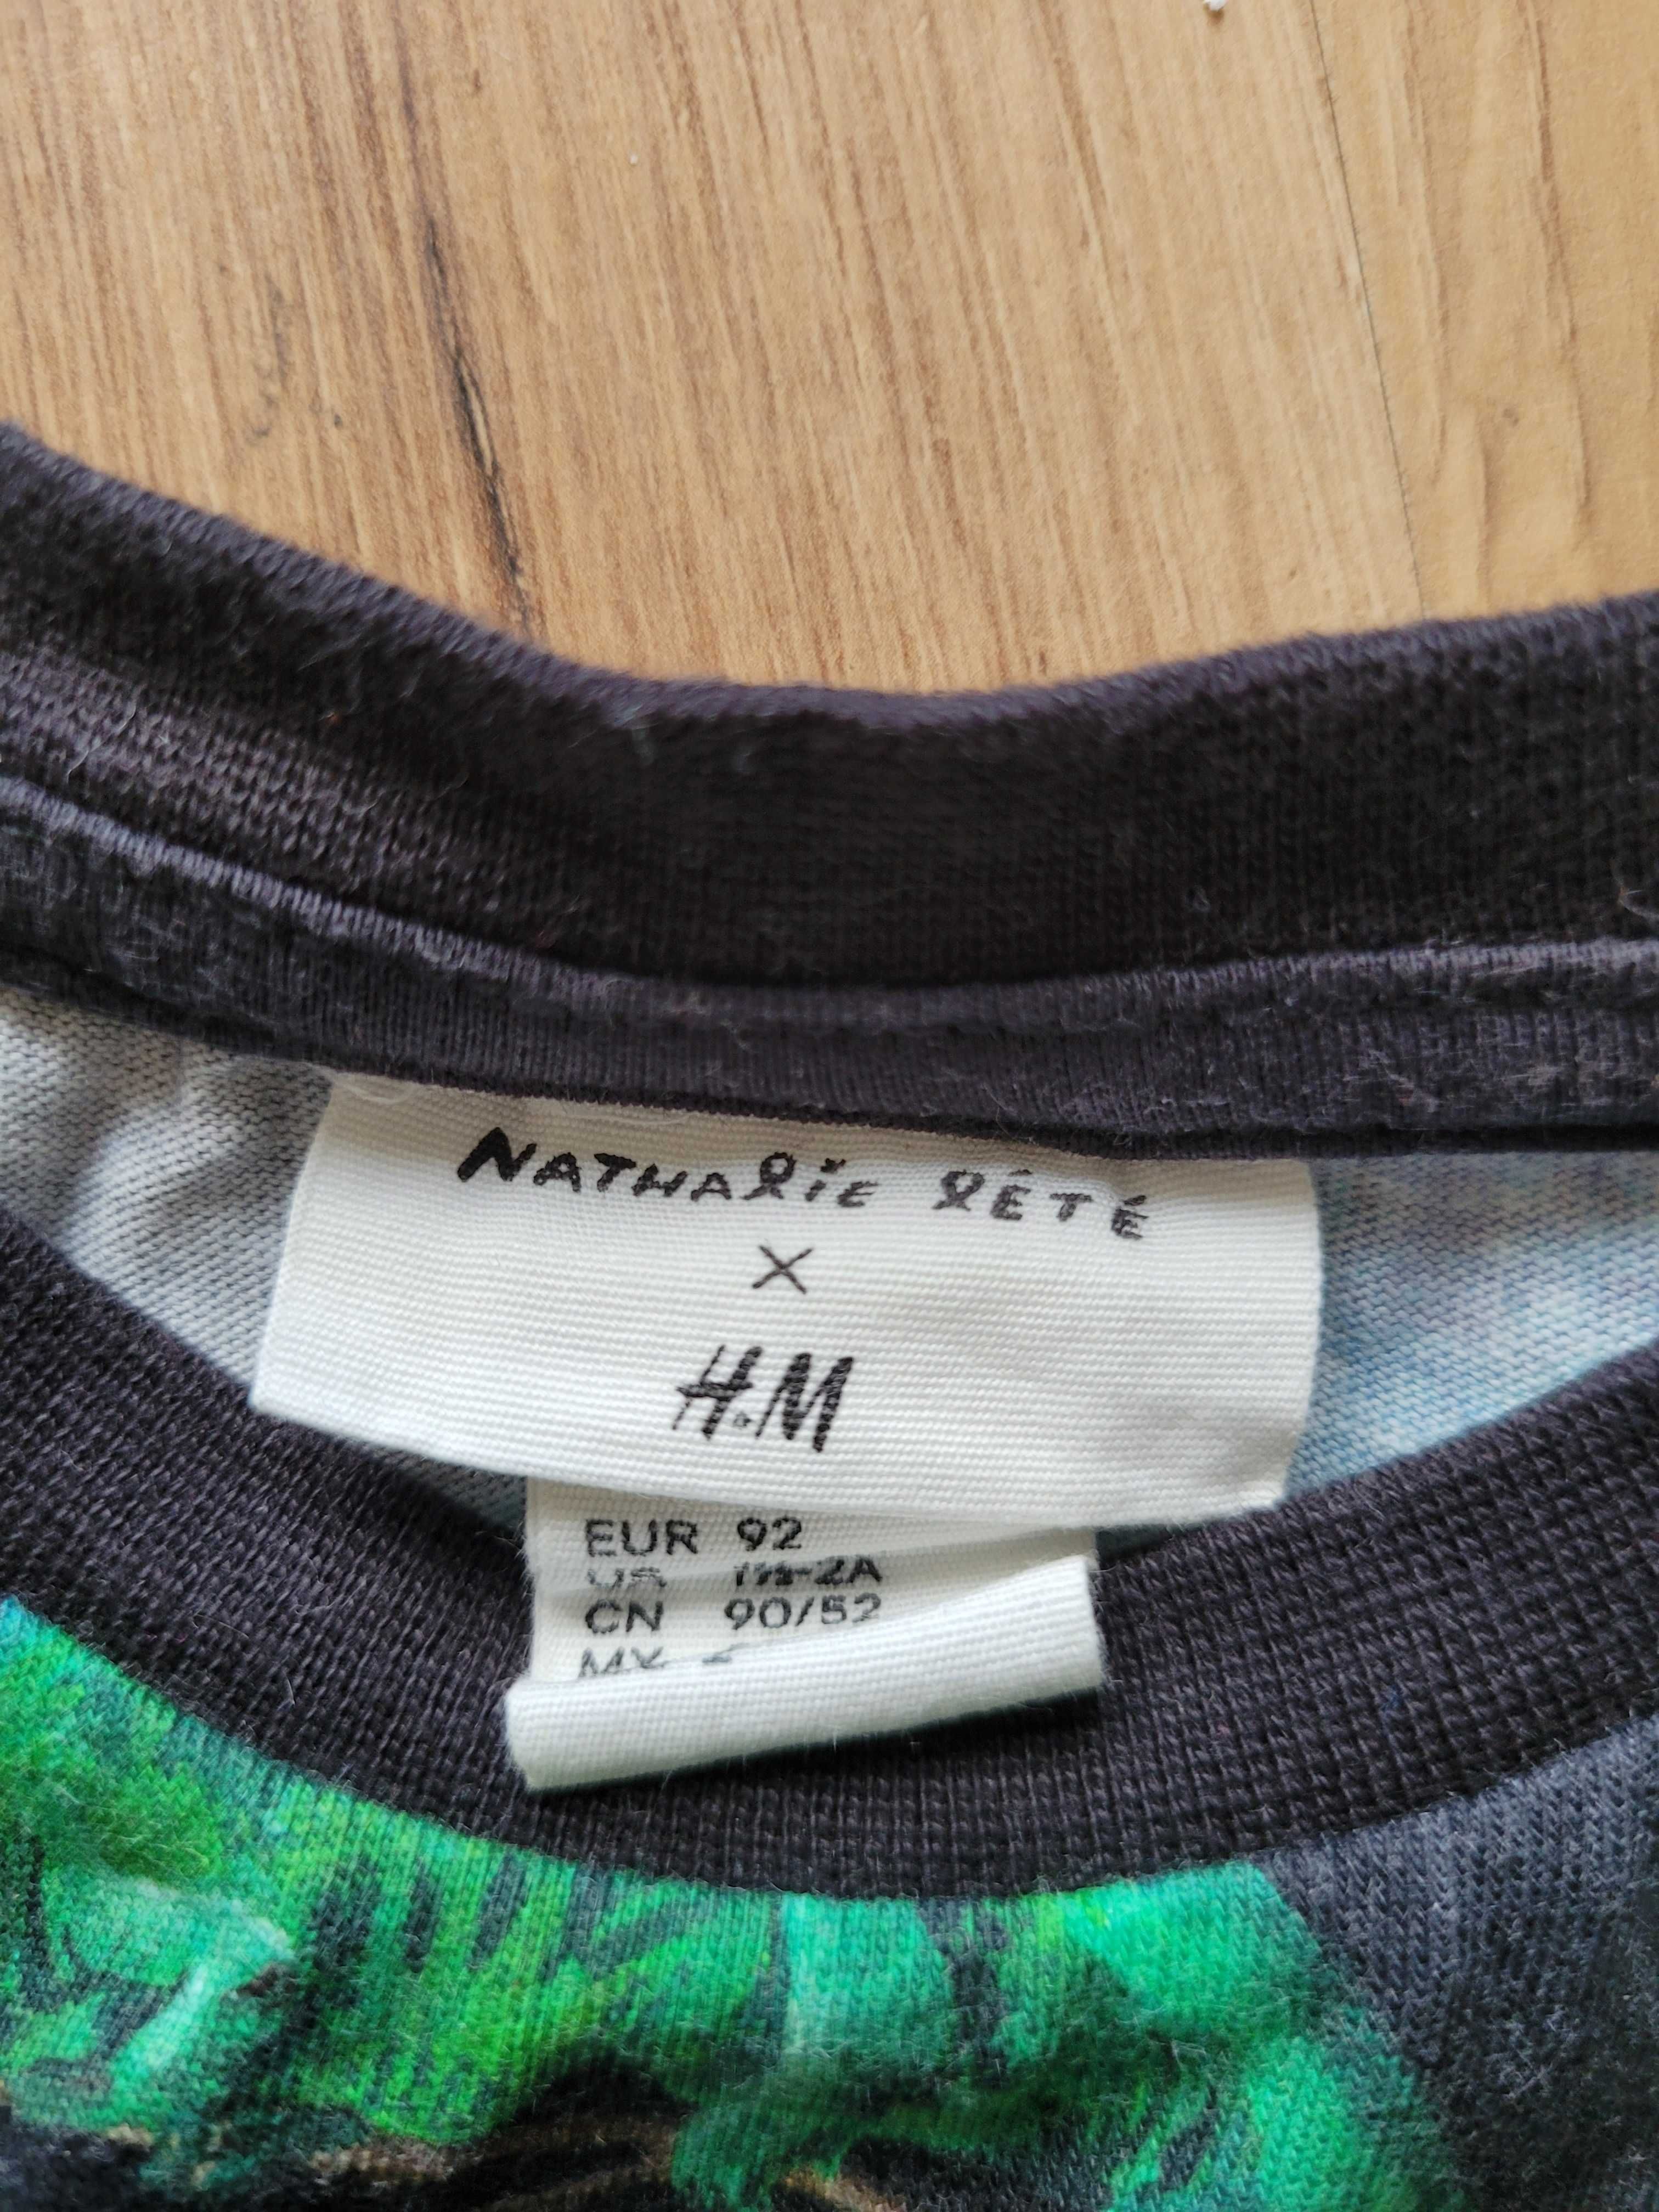 NATHALIE LÉTÉ
X
H&M
EUR 92
US 1½-2A
CN 90/52